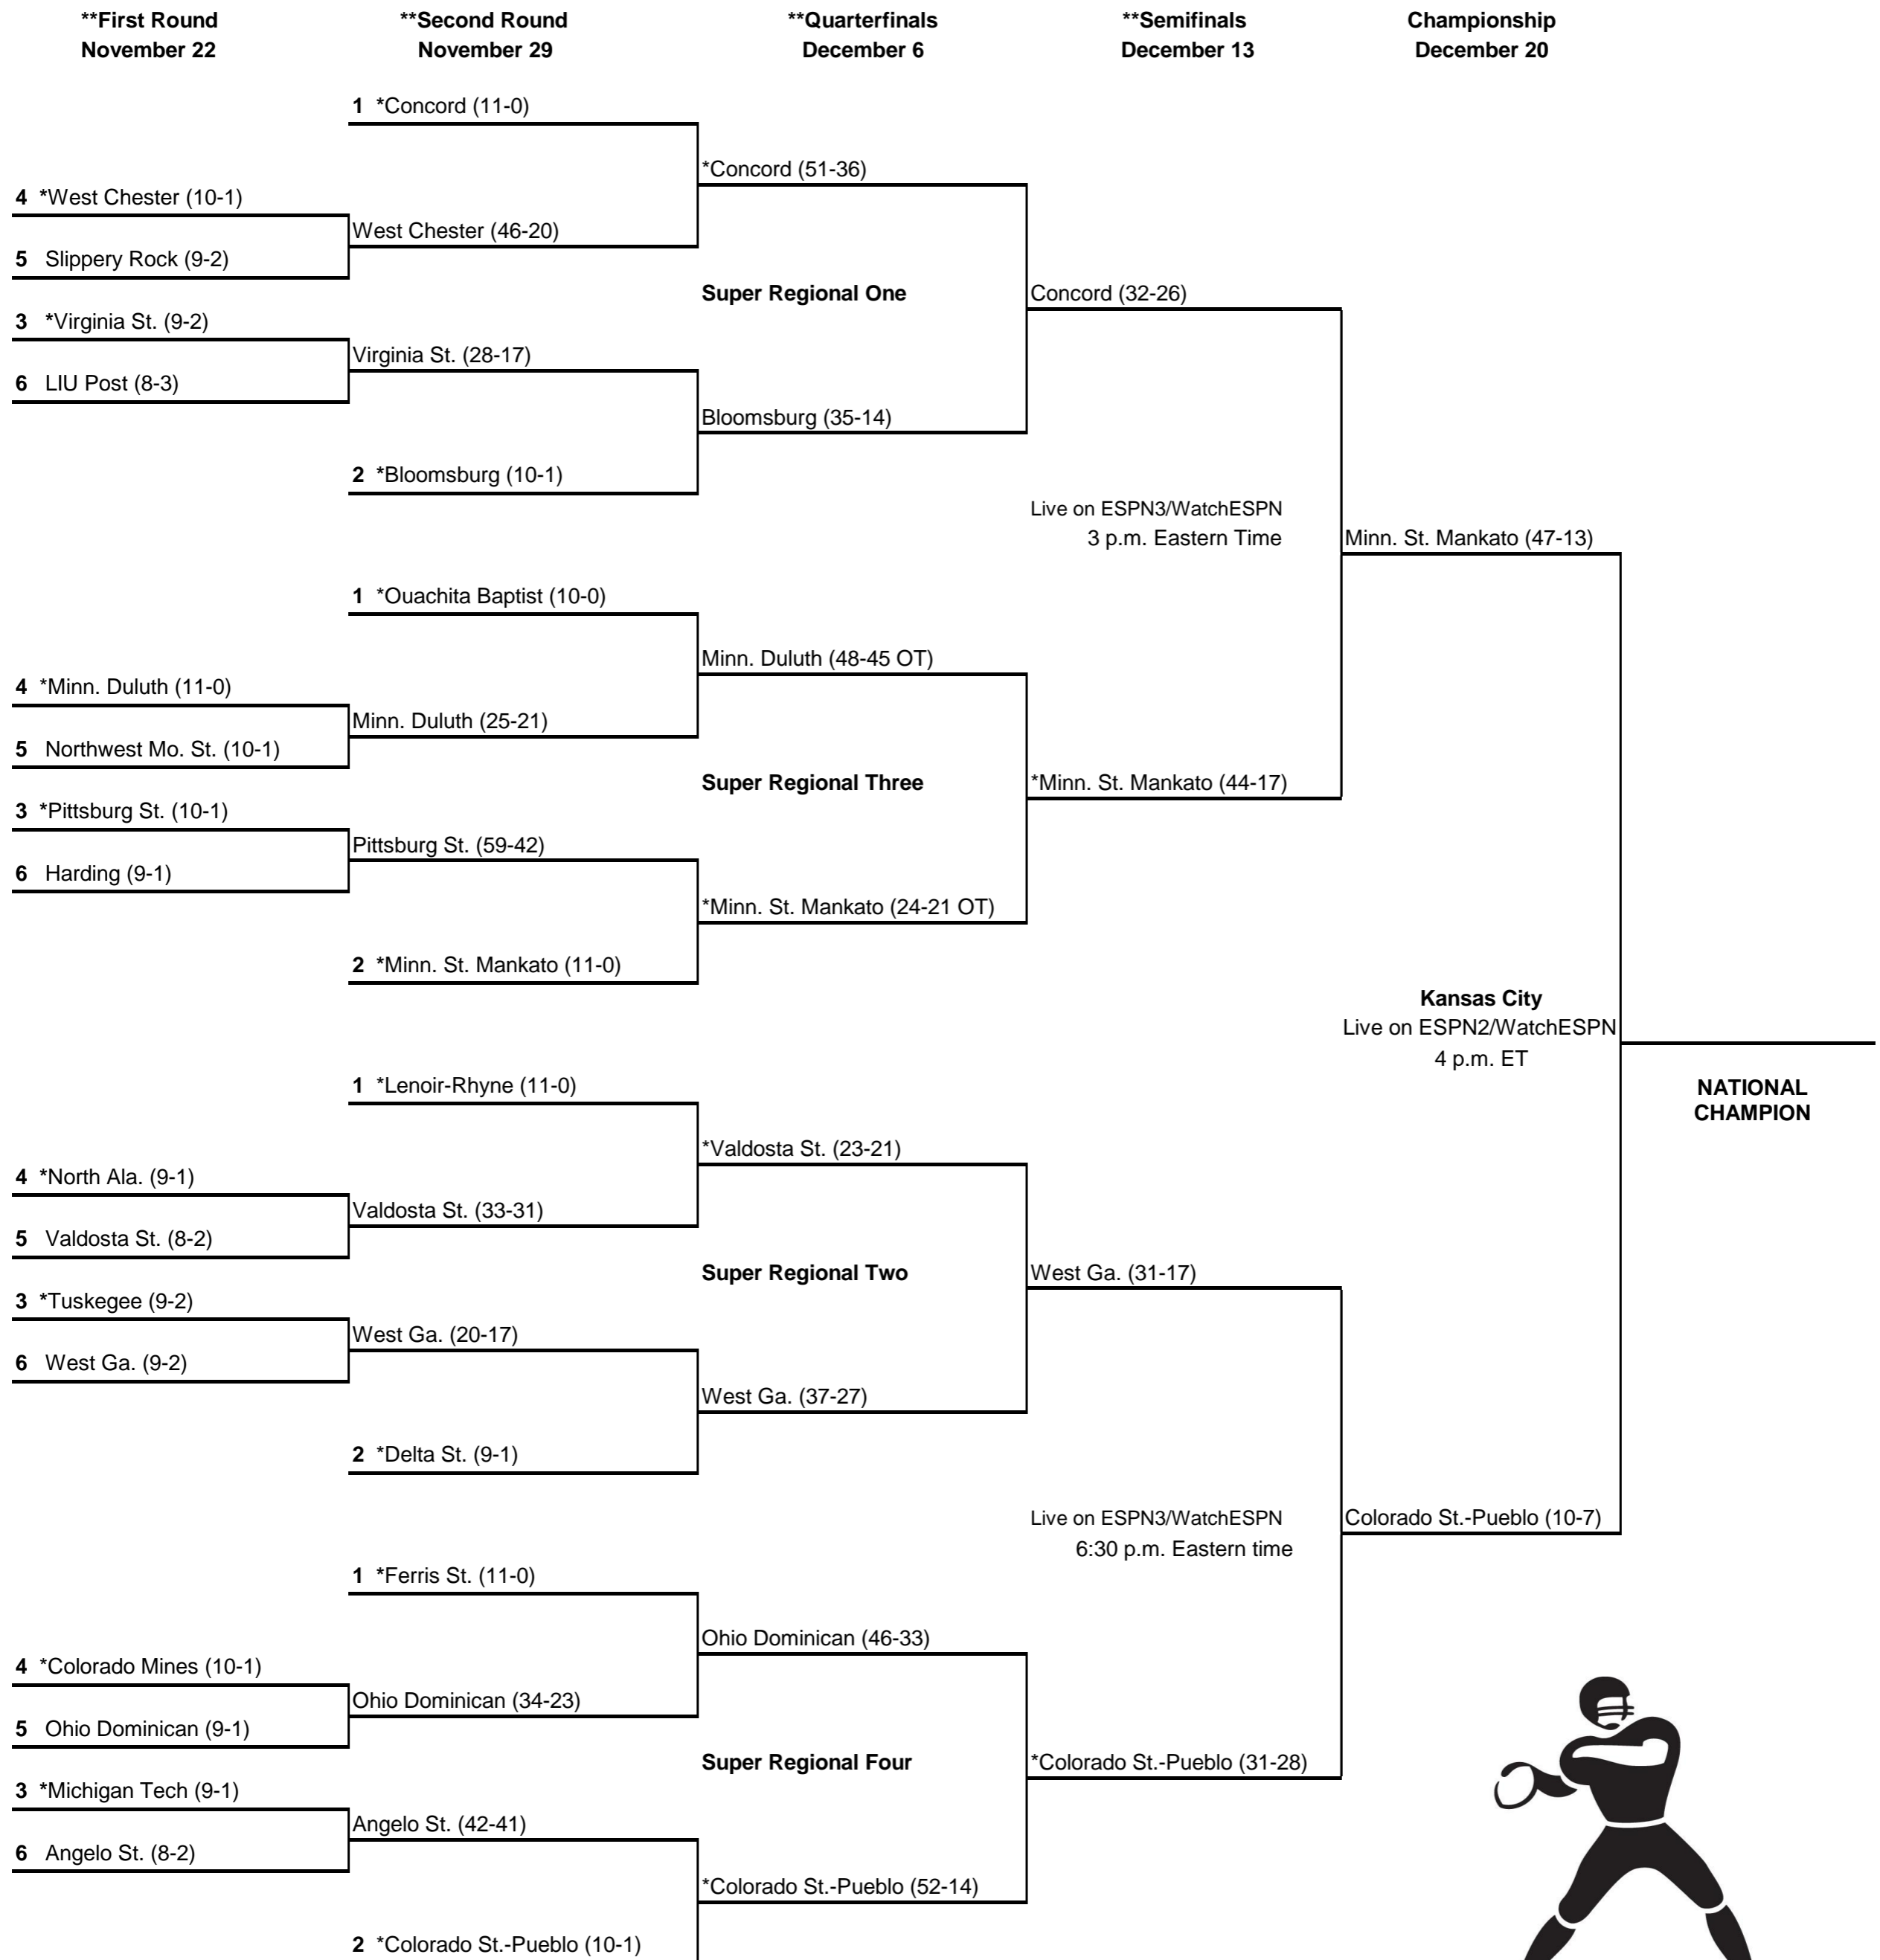 **First Round
November 22
**Second Round
November 29
**Quarterfinals
December 6
**Semifinals
December 13
Championship
December 20
1 *Concord (11-0)
*Concord (51-36)
4 *West Chester (10-1)
West Chester (46-20)
5 Slippery Rock (9-2)
Super Regional One
Concord (32-26)
3 *Virginia St. (9-2)
Virginia St. (28-17)
6 LIU Post (8-3)
Bloomsburg (35-14)
2 *Bloomsburg (10-1)
Live on ESPN3/WatchESPN
3 p.m. Eastern Time
Minn. St. Mankato (47-13)
1 *Ouachita Baptist (10-0)
Minn. Duluth (48-45 OT)
4 *Minn. Duluth (11-0)
Minn. Duluth (25-21)
5 Northwest Mo. St. (10-1)
Super Regional Three
*Minn. St. Mankato (44-17)
3 *Pittsburg St. (10-1)
Pittsburg St. (59-42)
6 Harding (9-1)
*Minn. St. Mankato (24-21 OT)
2 *Minn. St. Mankato (11-0)
Kansas City
Live on ESPN2/WatchESPN
4 p.m. ET
NATIONAL
CHAMPION
1 *Lenoir-Rhyne (11-0)
*Valdosta St. (23-21)
4 *North Ala. (9-1)
Valdosta St. (33-31)
5 Valdosta St. (8-2)
Super Regional Two
West Ga. (31-17)
3 *Tuskegee (9-2)
West Ga. (20-17)
6 West Ga. (9-2)
West Ga. (37-27)
2 *Delta St. (9-1)
Live on ESPN3/WatchESPN
6:30 p.m. Eastern time
Colorado St.-Pueblo (10-7)
1 *Ferris St. (11-0)
Ohio Dominican (46-33)
4 *Colorado Mines (10-1)
Ohio Dominican (34-23)
5 Ohio Dominican (9-1)
Super Regional Four
*Colorado St.-Pueblo (31-28)
3 *Michigan Tech (9-1)
Angelo St. (42-41)
6 Angelo St. (8-2)
*Colorado St.-Pueblo (52-14)
2 *Colorado St.-Pueblo (10-1)